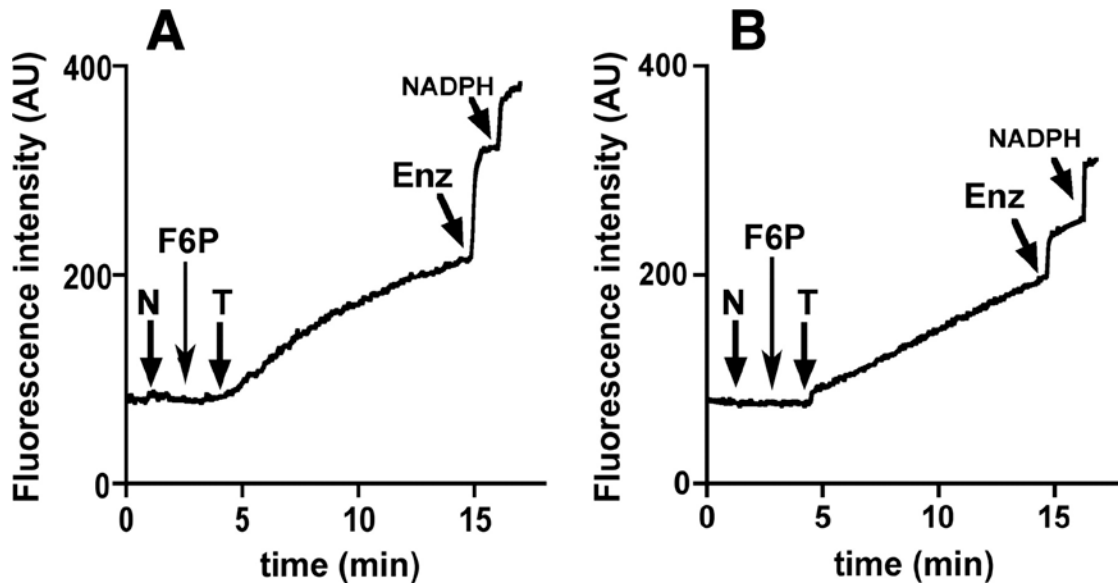 A
Fluorescence intensity (AU)
400
200
0
N
F6P
T
Enz
NADPH
0
5
10
15
time (min)
B
Fluorescence intensity (AU)
400
200
0
N
F6P
T
Enz
NADPH
0
5
10
15
time (min)